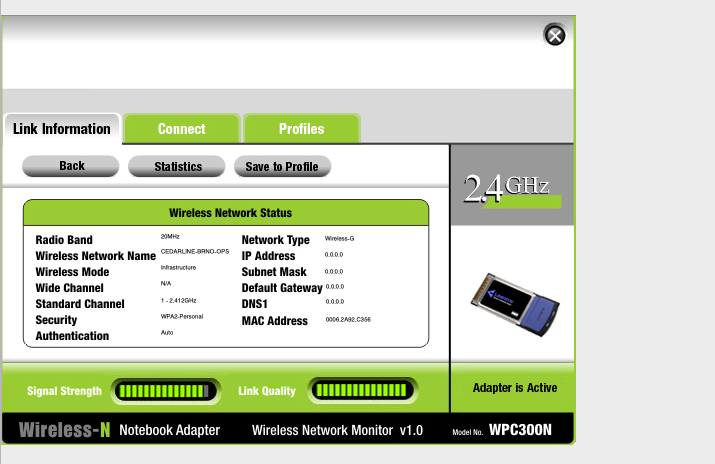 Link Information Connect Profiles
Back Statistics Save to Profile
2.4GHz
Wireless Network Status
Radio Band 20MHz Network Type Wireless-G
Wireless Network Name CEDARLINE-BRNO-OPS IP Address 0.0.0.0
Wireless Mode Infrastructure Subnet Mask 0.0.0.0
Wide Channel N/A Default Gateway 0.0.0.0
Standard Channel 1 - 2,412GHz DNS1 0.0.0.0
Security WPA2-Personal MAC Address 0006.2A92.C356
Authentication Auto
LINKSYS
Signal Strength Link Quality Adapter is Active
Wireless-N Notebook Adapter Wireless Network Monitor v1.0 Model No. WPC300N